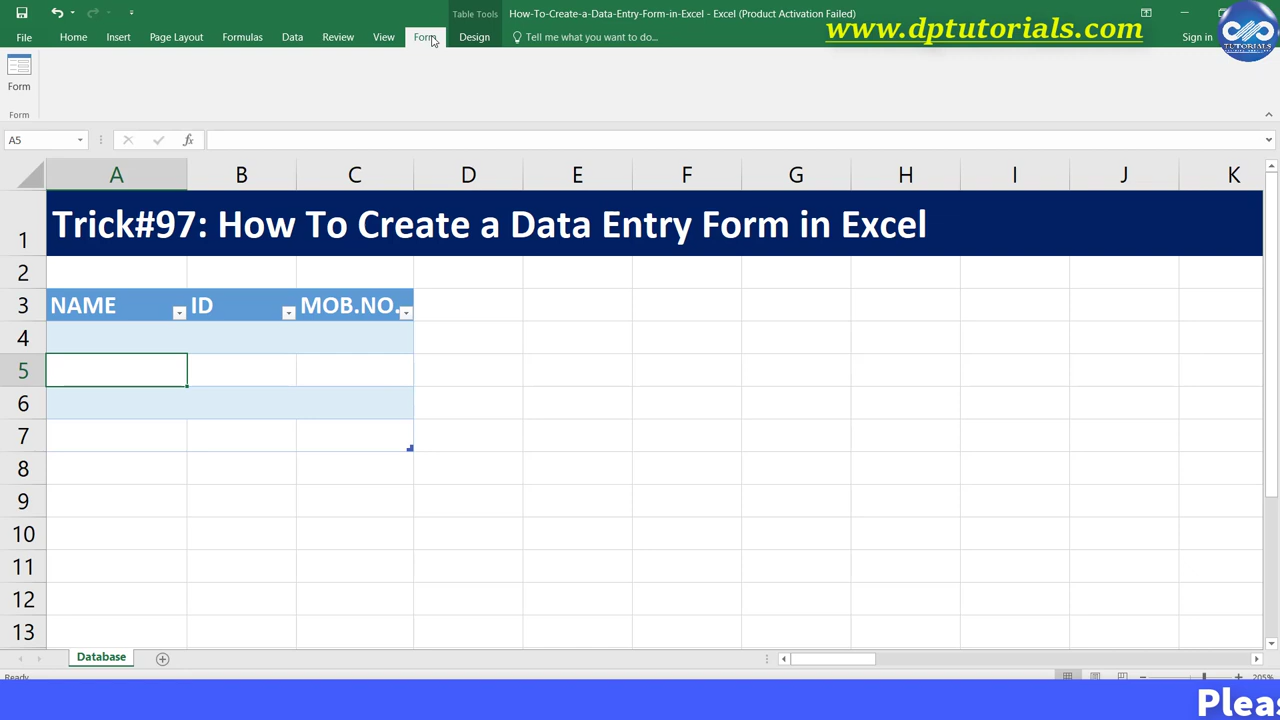 Table Tools
How-To-Create-a-Data-Entry-Form-in-Excel - Excel (Product Activation Failed)
www.dptutorials.com
File Home Insert Page Layout Formulas Data Review View Form Design Tell me what you want to do... Sign in
TUTORIALS
Form
Form
A5
fx
A B C D E F G H I J K
1 Trick#97: How To Create a Data Entry Form in Excel
2
3 NAME ID MOB.NO.
4
5
6
7
8
9
10
11
12
13
Database
Ready 205%
Pleas